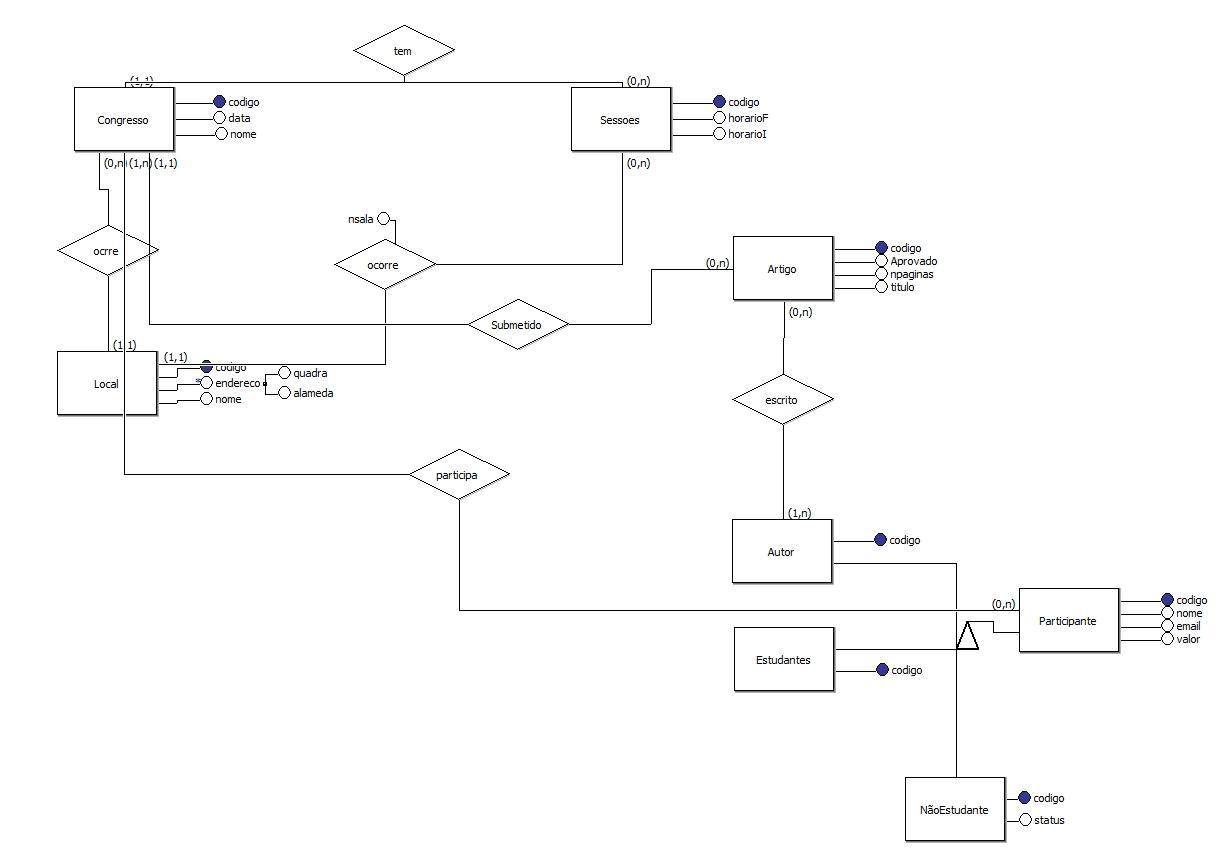 tem
(1,1)
(0,n)
Congresso
codigo
data
nome
Sessoes
codigo
horarioF
horarioI
(0,n)
(1,n)
(1,1)
(0,n)
nsala
ocrre
ocorre
(0,n)
Artigo
codigo
Aprovado
npaginas
titulo
(0,n)
Submetido
(1,1)
(1,1)
Local
codigo
endereco
quadra
alameda
nome
escrito
participa
(1,n)
Autor
codigo
(0,n)
Participante
codigo
nome
email
valor
Estudantes
codigo
NãoEstudante
codigo
status